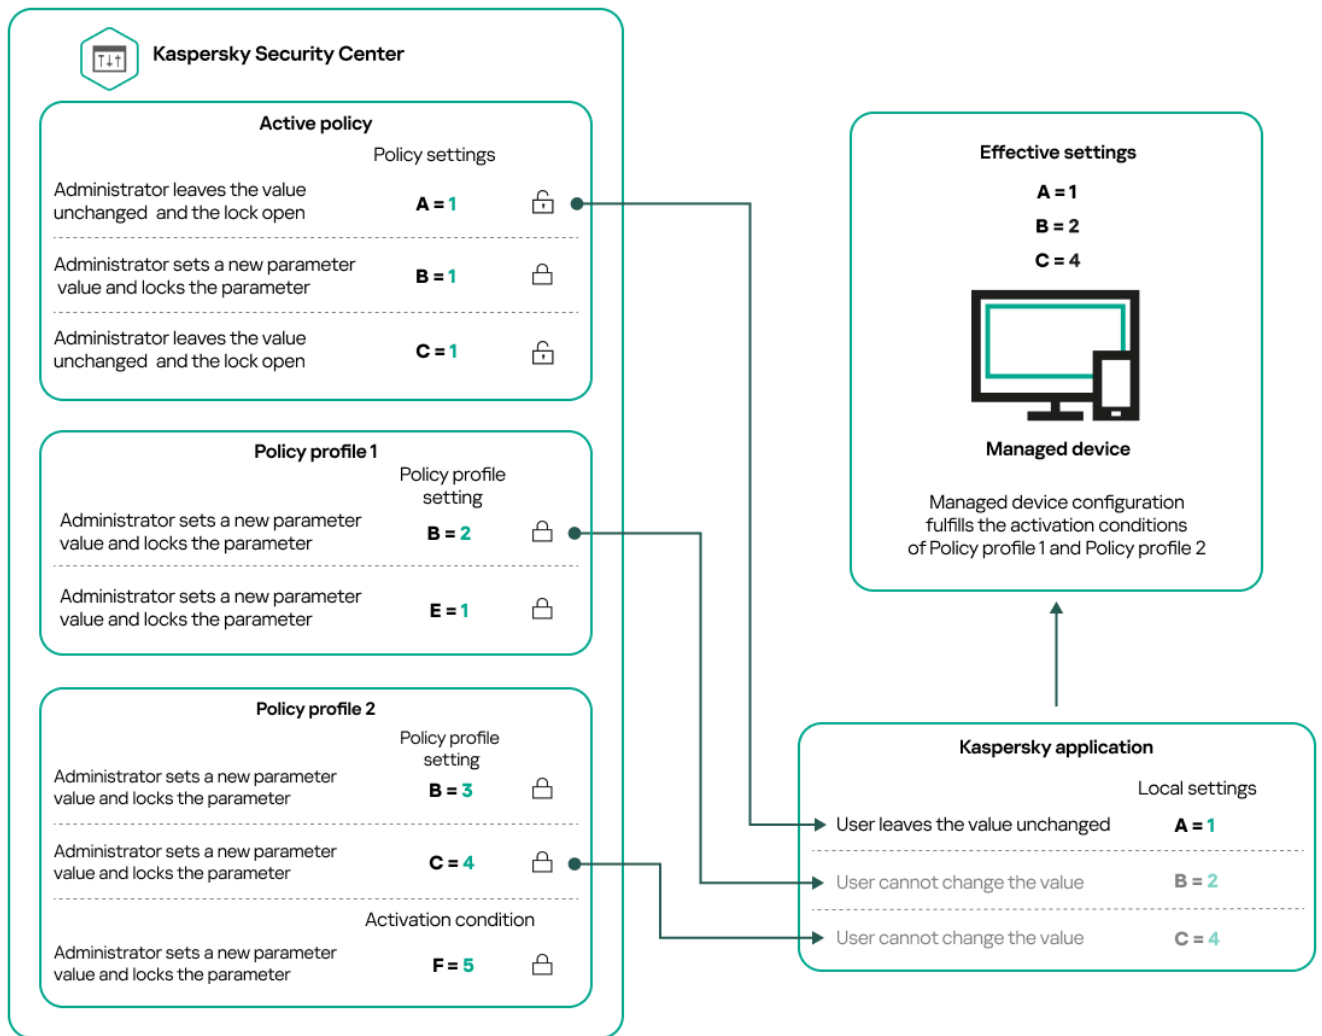 Kaspersky Security Center
Active policy
Policy settings
Administrator leaves the value
unchanged and the lock open
A = 1
Administrator sets a new parameter
value and locks the parameter
B = 1
Administrator leaves the value
unchanged and the lock open
C = 1
Policy profile 1
Policy profile
setting
Administrator sets a new parameter
value and locks the parameter
B = 2
Administrator sets a new parameter
value and locks the parameter
E = 1
Policy profile 2
Policy profile
setting
Administrator sets a new parameter
value and locks the parameter
B = 3
Administrator sets a new parameter
value and locks the parameter
C = 4
Activation condition
Administrator sets a new parameter
value and locks the parameter
F = 5
Effective settings
A = 1
B = 2
C = 4
Managed device
Managed device configuration
fulfills the activation conditions
of Policy profile 1 and Policy profile 2
Kaspersky application
Local settings
User leaves the value unchanged
A = 1
User cannot change the value
B = 2
User cannot change the value
C = 4